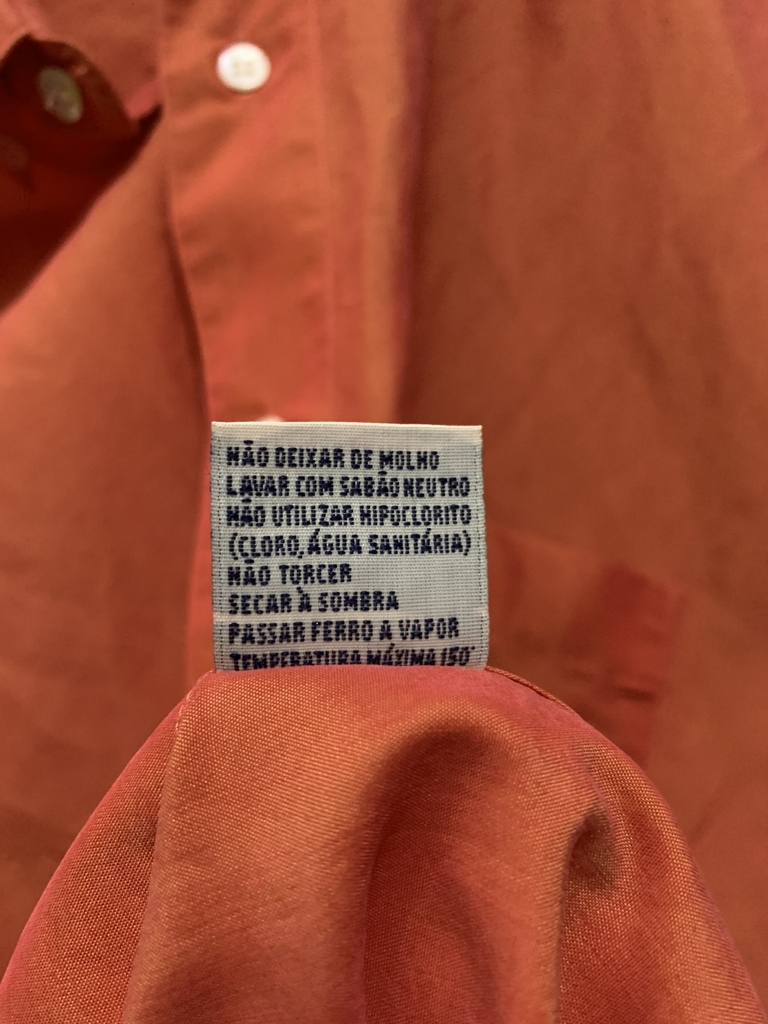 NÃO DEIXAR DE MOLHO
LAVAR COM SABÃO NEUTRO
NÃO UTILIZAR HIPOCLORITO
(CLORO, ÁGUA SANITÁRIA)
NÃO TORCER
SECAR À SOMBRA
PASSAR FERRO A VAPOR
TEMPERATURA MÁXIMA 150°